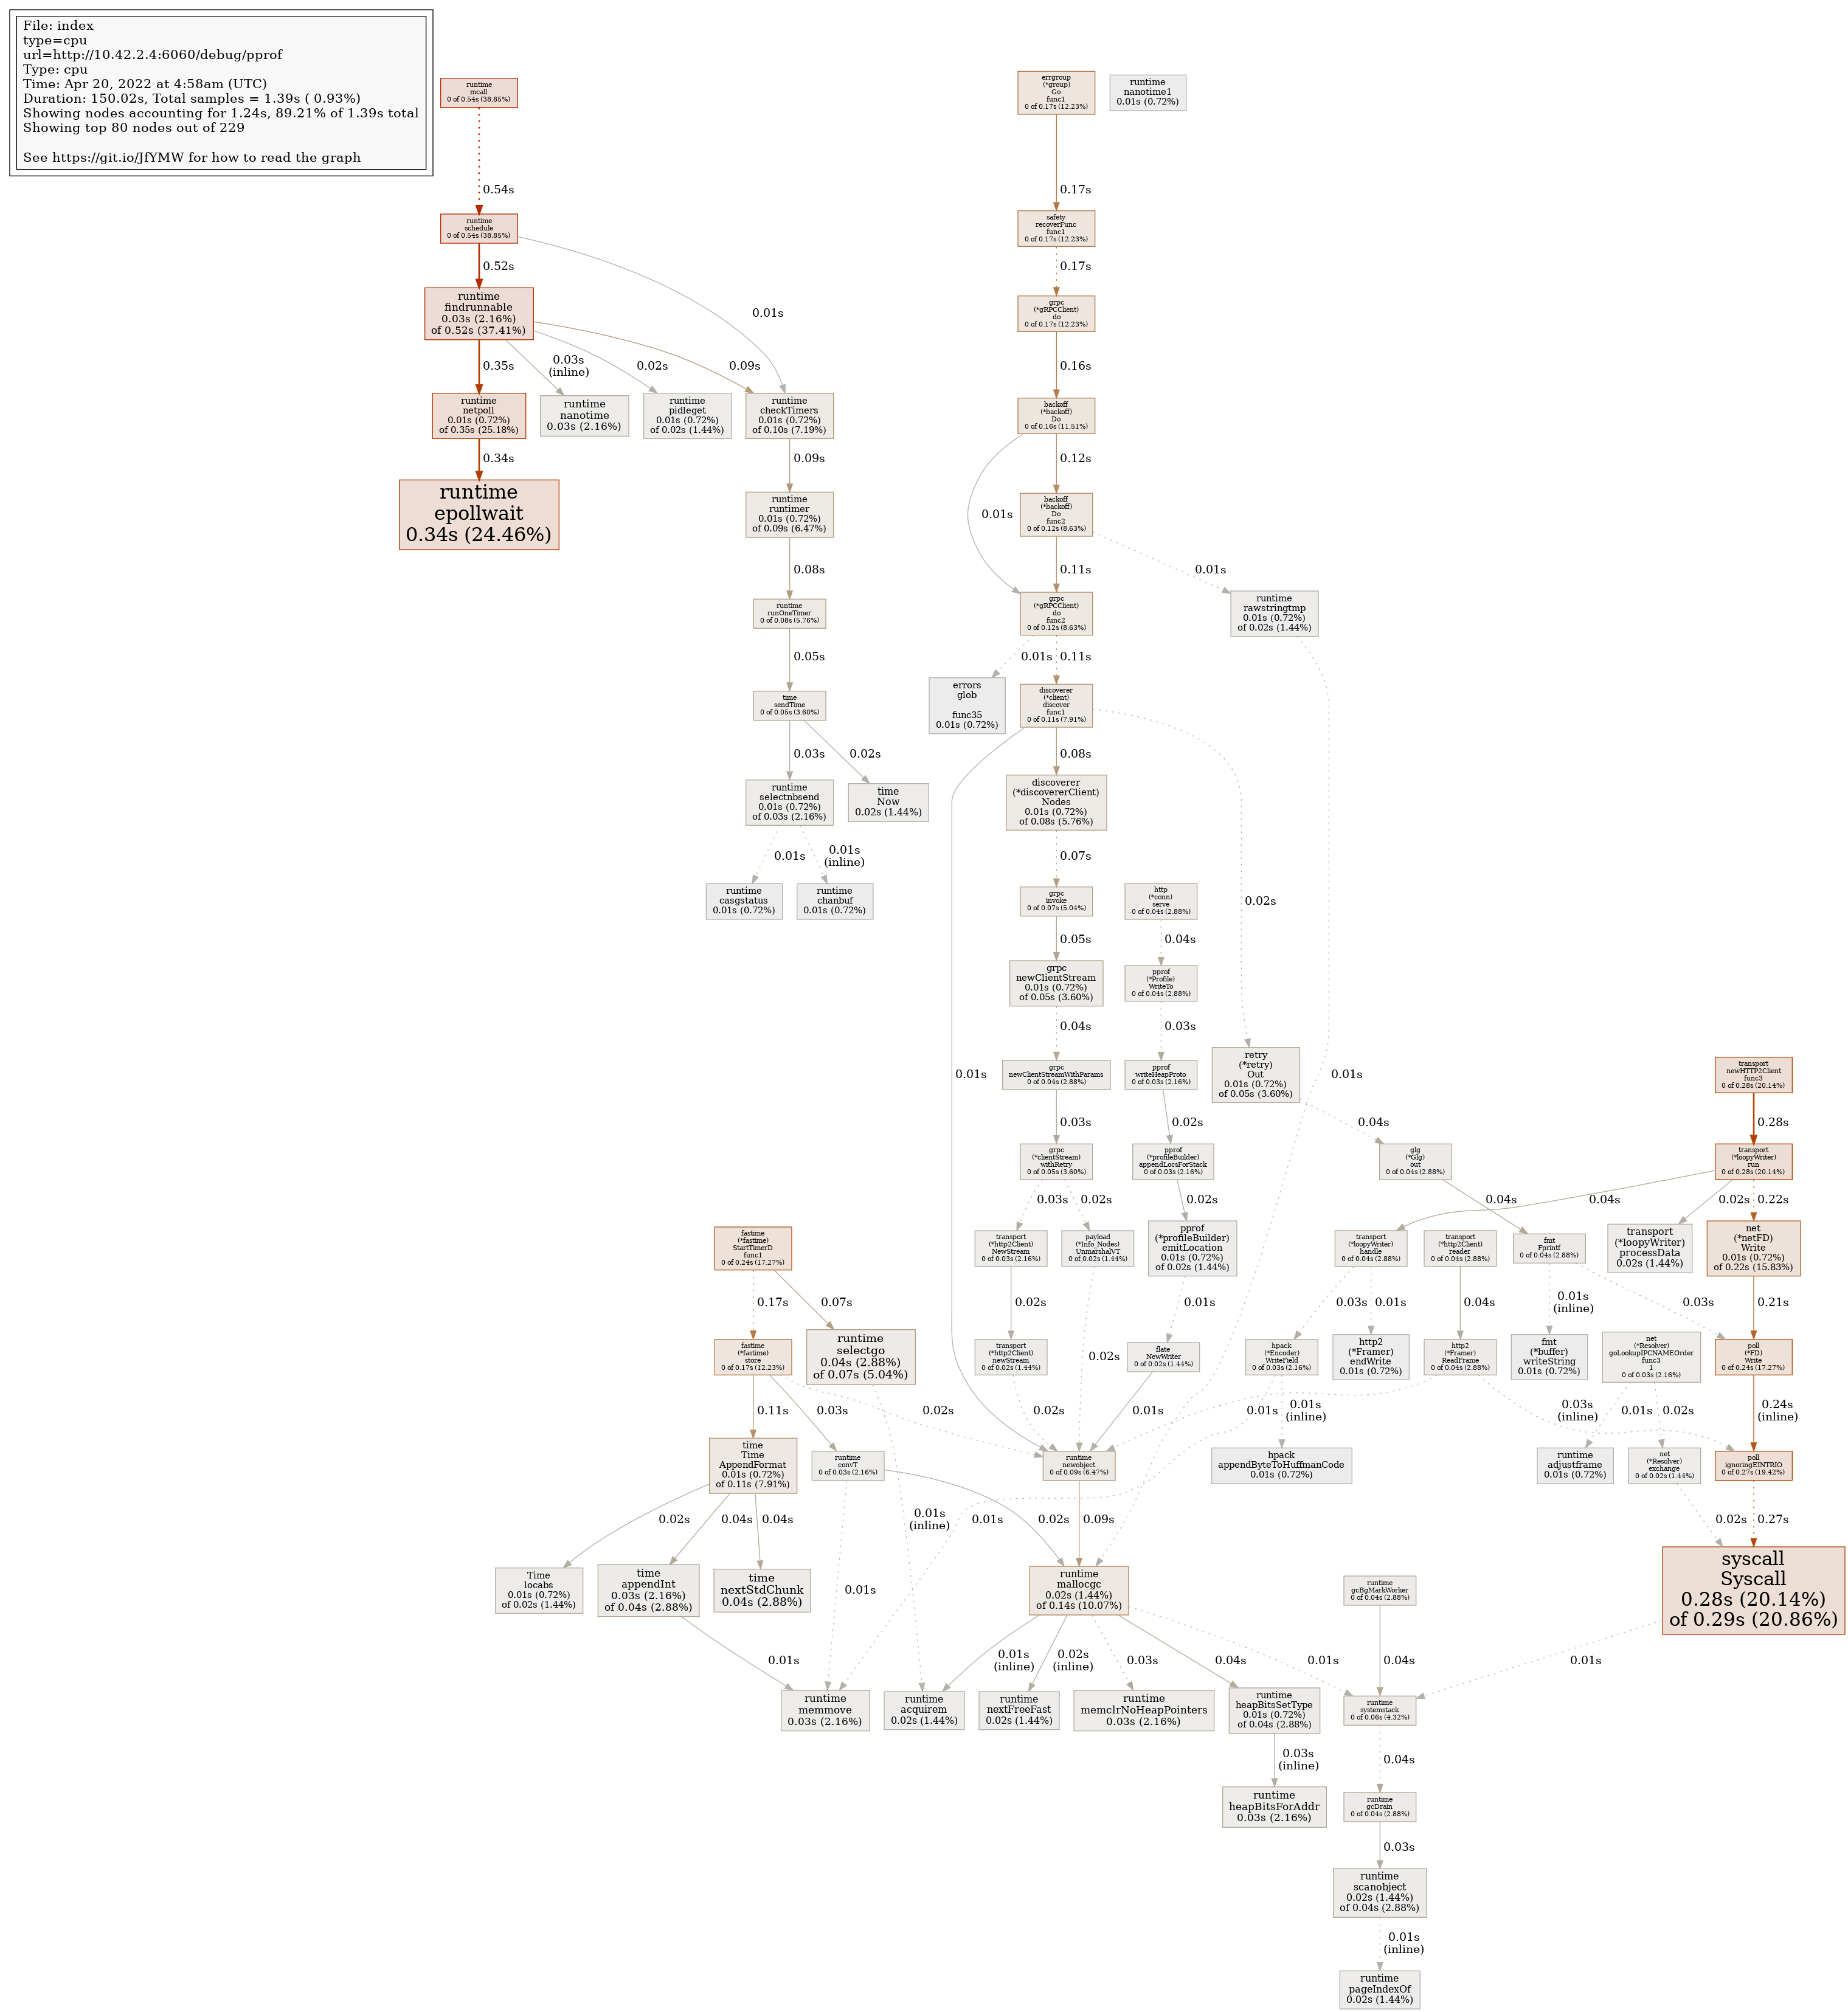 File: index
type=cpu
url=http://10.42.2.4:6060/debug/pprof
Type: cpu
Time: Apr 20, 2022 at 4:58am (UTC)
Duration: 150.02s, Total samples = 1.39s ( 0.93%)
Showing nodes accounting for 1.24s, 89.21% of 1.39s total
Showing top 80 nodes out of 229
See https://git.io/JfYMW for how to read the graph
runtime
mcall
0 of 0.54s (38.85%)
0.54s
runtime
schedule
0 of 0.54s (38.85%)
0.52s
0.01s
runtime
findrunnable
0.03s (2.16%)
of 0.52s (37.41%)
0.35s
0.03s
(inline)
0.02s
0.09s
runtime
netpoll
0.01s (0.72%)
of 0.35s (25.18%)
runtime
nanotime
0.03s (2.16%)
runtime
pidleget
0.01s (0.72%)
of 0.02s (1.44%)
runtime
checkTimers
0.01s (0.72%)
of 0.10s (7.19%)
0.34s
0.09s
runtime
epollwait
0.34s (24.46%)
runtime
runtimer
0.01s (0.72%)
of 0.09s (6.47%)
0.08s
runtime
runOneTimer
0 of 0.08s (5.76%)
0.05s
time
sendTime
0 of 0.05s (3.60%)
0.03s
0.02s
runtime
selectnbsend
0.01s (0.72%)
of 0.03s (2.16%)
time
Now
0.02s (1.44%)
0.01s
0.01s
(inline)
runtime
casgstatus
0.01s (0.72%)
runtime
chanbuf
0.01s (0.72%)
errgroup
(*group)
Go
func1
0 of 0.17s (12.23%)
runtime
nanotime1
0.01s (0.72%)
0.17s
safety
recoverFunc
func1
0 of 0.17s (12.23%)
0.17s
grpc
(*gRPCClient)
do
0 of 0.17s (12.23%)
0.16s
backoff
(*backoff)
Do
0 of 0.16s (11.51%)
0.12s
0.01s
backoff
(*backoff)
Do
func2
0 of 0.12s (8.63%)
0.11s
0.01s
grpc
(*gRPCClient)
do
func2
0 of 0.12s (8.63%)
runtime
rawstringtmp
0.01s (0.72%)
of 0.02s (1.44%)
0.01s
0.11s
errors
glob
func35
0.01s (0.72%)
discoverer
(*client)
discover
func1
0 of 0.11s (7.91%)
0.08s
discoverer
(*discovererClient)
Nodes
0.01s (0.72%)
of 0.08s (5.76%)
0.07s
0.02s
grpc
invoke
0 of 0.07s (5.04%)
http
(*conn)
serve
0 of 0.04s (2.88%)
0.05s
0.04s
grpc
newClientStream
0.01s (0.72%)
of 0.05s (3.60%)
pprof
(*Profile)
WriteTo
0 of 0.04s (2.88%)
0.04s
0.03s
0.01s
0.01s
grpc
newClientStreamWithParams
0 of 0.04s (2.88%)
pprof
writeHeapProto
0 of 0.03s (2.16%)
retry
(*retry)
Out
0.01s (0.72%)
of 0.05s (3.60%)
transport
newHTTP2Client
func3
0 of 0.28s (20.14%)
0.03s
0.02s
0.04s
0.28s
grpc
(*clientStream)
withRetry
0 of 0.05s (3.60%)
pprof
(*profileBuilder)
appendLocsForStack
0 of 0.03s (2.16%)
glg
(*Glg)
out
0 of 0.04s (2.88%)
transport
(*loopyWriter)
run
0 of 0.28s (20.14%)
0.03s
0.02s
0.02s
0.04s
0.04s
0.02s
0.22s
fastime
(*fastime)
StartTimerD
func1
0 of 0.24s (17.27%)
transport
(*http2Client)
NewStream
0 of 0.03s (2.16%)
payload
(*Info_Nodes)
UnmarshalVT
0 of 0.02s (1.44%)
pprof
(*profileBuilder)
emitLocation
0.01s (0.72%)
of 0.02s (1.44%)
transport
(*loopyWriter)
handle
0 of 0.04s (2.88%)
transport
(*http2Client)
reader
0 of 0.04s (2.88%)
fmt
Fprintf
0 of 0.04s (2.88%)
transport
(*loopyWriter)
processData
0.02s (1.44%)
net
(*netFD)
Write
0.01s (0.72%)
of 0.22s (15.83%)
0.17s
0.07s
0.02s
0.02s
0.01s
0.03s
0.01s
0.04s
0.01s
(inline)
0.03s
0.21s
fastime
(*fastime)
store
0 of 0.17s (12.23%)
runtime
selectgo
0.04s (2.88%)
of 0.07s (5.04%)
transport
(*http2Client)
newStream
0 of 0.02s (1.44%)
flate
NewWriter
0 of 0.02s (1.44%)
hpack
(*Encoder)
WriteField
0 of 0.03s (2.16%)
http2
(*Framer)
endWrite
0.01s (0.72%)
http2
(*Framer)
ReadFrame
0 of 0.04s (2.88%)
fmt
(*buffer)
writeString
0.01s (0.72%)
net
(*Resolver)
goLookupIPCNAMEOrder
func3
1
0 of 0.03s (2.16%)
poll
(*FD)
Write
0 of 0.24s (17.27%)
0.11s
0.03s
0.02s
0.02s
0.01s
0.01s
0.01s
(inline)
0.03s
(inline)
0.01s
0.02s
0.24s
(inline)
time
Time
AppendFormat
0.01s (0.72%)
of 0.11s (7.91%)
runtime
convT
0 of 0.03s (2.16%)
runtime
newobject
0 of 0.09s (6.47%)
hpack
appendByteToHuffmanCode
0.01s (0.72%)
runtime
adjustframe
0.01s (0.72%)
net
(*Resolver)
exchange
0 of 0.02s (1.44%)
poll
ignoringEINTRIO
0 of 0.27s (19.42%)
0.02s
0.04s
0.04s
0.01s
0.01s
(inline)
0.01s
0.02s
0.09s
0.02s
0.27s
Time
locabs
0.01s (0.72%)
of 0.02s (1.44%)
time
appendInt
0.03s (2.16%)
of 0.04s (2.88%)
time
nextStdChunk
0.04s (2.88%)
runtime
mallocgc
0.02s (1.44%)
of 0.14s (10.07%)
runtime
gcBgMarkWorker
0 of 0.04s (2.88%)
syscall
Syscall
0.28s (20.14%)
of 0.29s (20.86%)
0.01s
0.01s
(inline)
0.02s
(inline)
0.03s
0.04s
0.01s
0.04s
0.01s
runtime
memmove
0.03s (2.16%)
runtime
acquirem
0.02s (1.44%)
runtime
nextFreeFast
0.02s (1.44%)
runtime
memclrNoHeapPointers
0.03s (2.16%)
runtime
heapBitsSetType
0.01s (0.72%)
of 0.04s (2.88%)
runtime
systemstack
0 of 0.06s (4.32%)
0.03s
(inline)
0.04s
runtime
heapBitsForAddr
0.03s (2.16%)
runtime
gcDrain
0 of 0.04s (2.88%)
0.03s
runtime
scanobject
0.02s (1.44%)
of 0.04s (2.88%)
0.01s
(inline)
runtime
pageIndexOf
0.02s (1.44%)